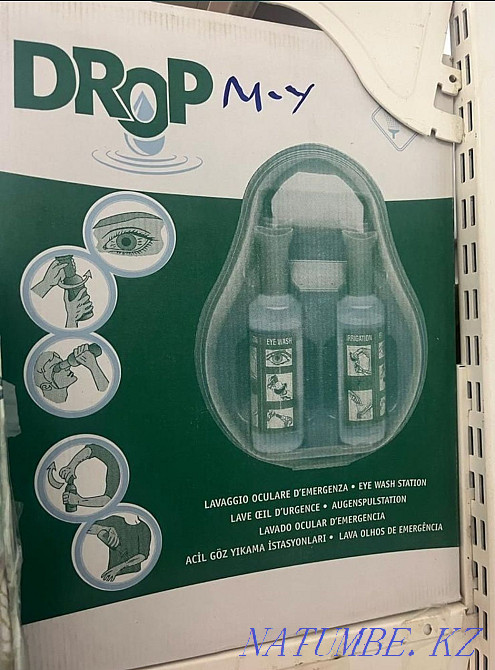 DROP
EYE WASH
IRRIGATION
LAVAGGIO OCULARE D'EMERGENZA • EYE WASH STATION
LAVE ŒIL D'URGENCE • AUGENSPULSTATION
LAVADO OCULAR D'EMERGENCIA
ACİL GÖZ YIKAMA İSTASYONLARI • LAVA OLHOS DE EMERGÊNCIA
NATUMBE.KZ